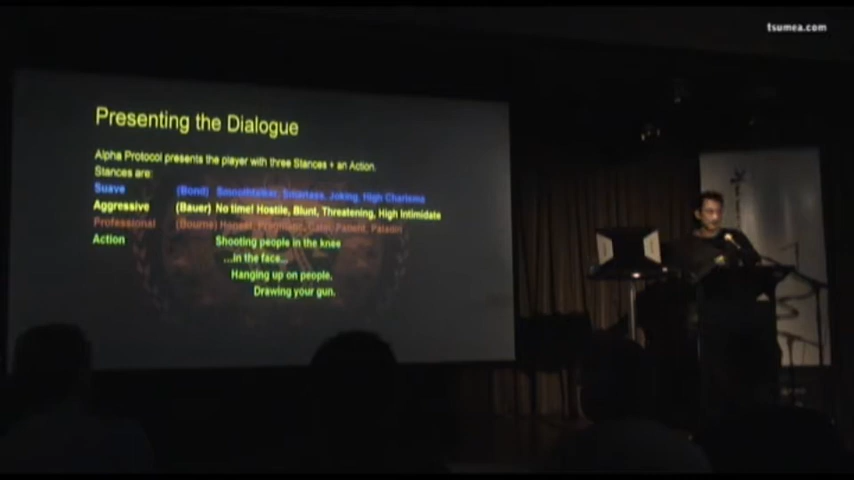 tsumea.com
Presenting the Dialogue
Alpha Protocol presents the player with three Stances + an Action.
Stances are:
Suave (Bond) Smoothtalker, Smartass, Joking, High Charisma
Aggressive (Bauer) No time! Hostile, Blunt, Threatening, High Intimidate
Professional (Bourne) Honest, Pragmatic, Calm, Patient, Paladin
Action Shooting people in the knee
...in the face...
Hanging up on people.
Drawing your gun.